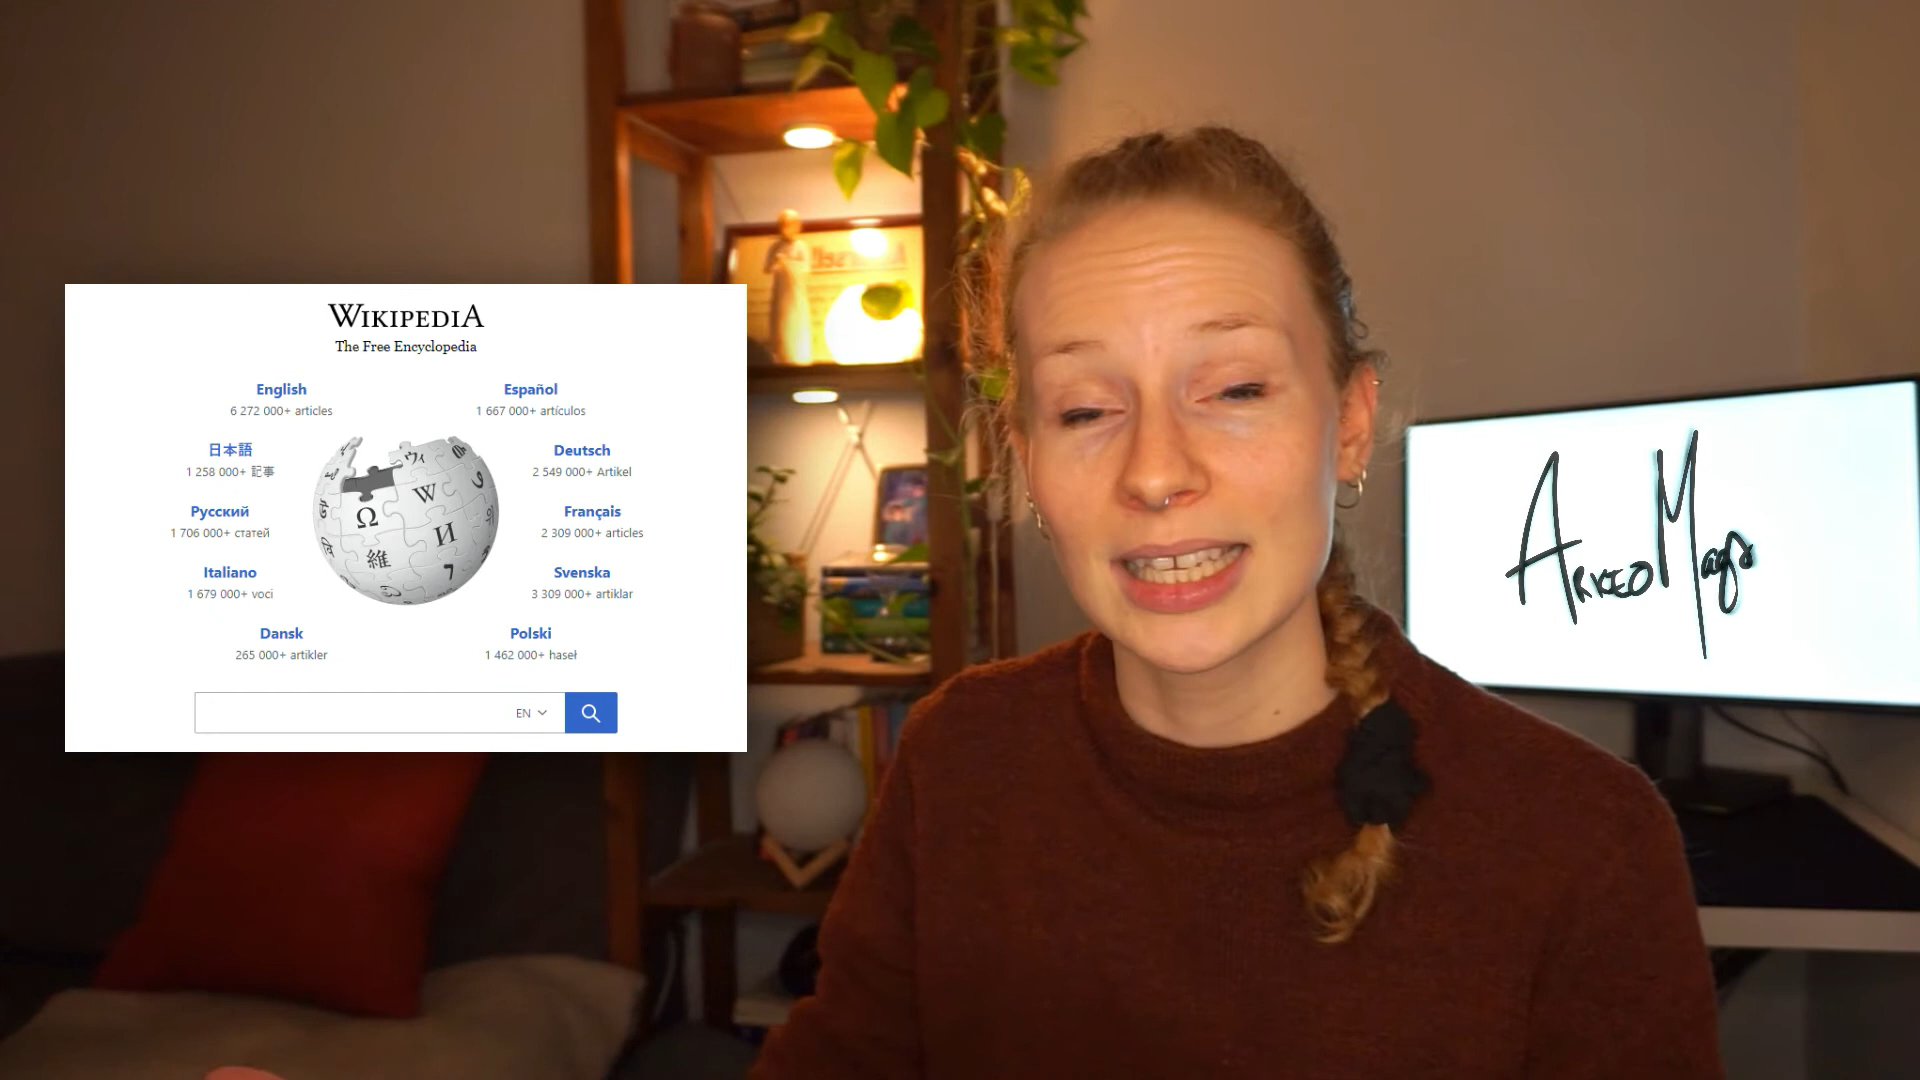 WIKIPEDIA
The Free Encyclopedia
English
6 272 000+ articles
Español
1 667 000+ artículos
日本語
1 258 000+ 記事
Deutsch
2 549 000+ Artikel
Русский
1 706 000+ статей
Français
2 309 000+ articles
Italiano
1 679 000+ voci
Svenska
3 309 000+ artiklar
Dansk
265 000+ artikler
Polski
1 462 000+ haseł
EN
Ω
W
И
維
ArkeoMags